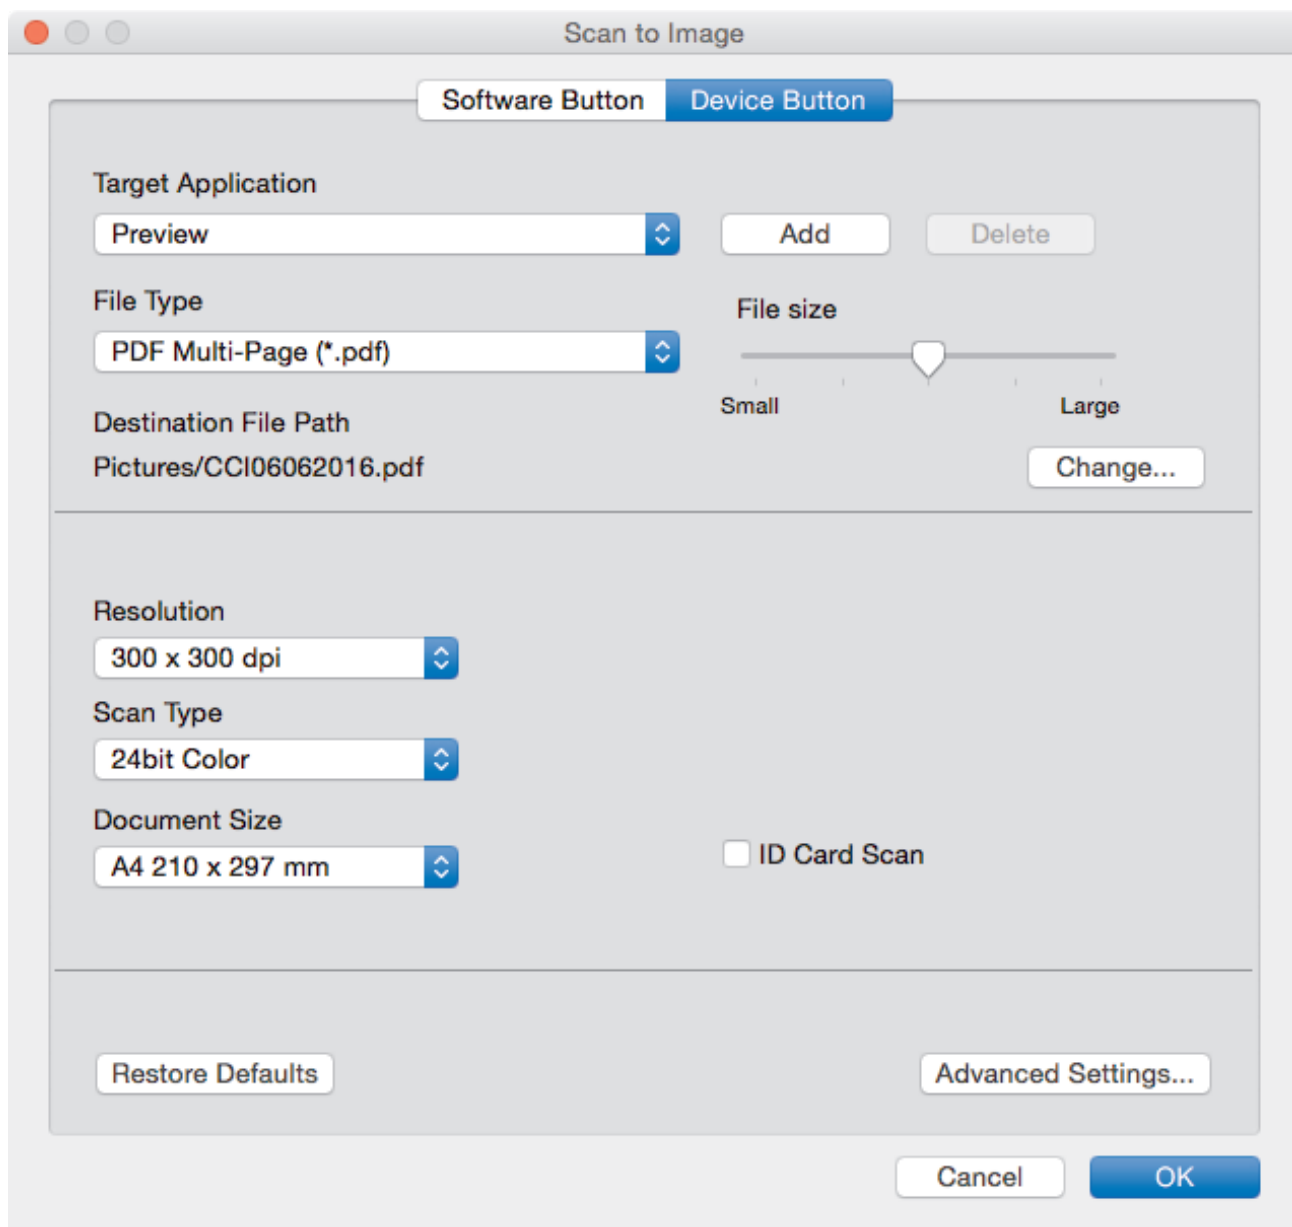 Scan to Image
Software Button Device Button
Target Application
Preview Add Delete
File Type File size
PDF Multi-Page (*.pdf)
Small Large
Destination File Path
Pictures/CCI06062016.pdf Change...
Resolution
300 x 300 dpi
Scan Type
24bit Color
Document Size
A4 210 x 297 mm ID Card Scan
Restore Defaults Advanced Settings...
Cancel OK